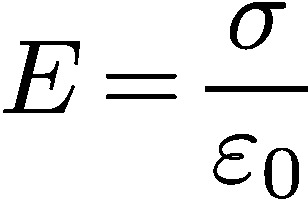 E = σ/ε₀